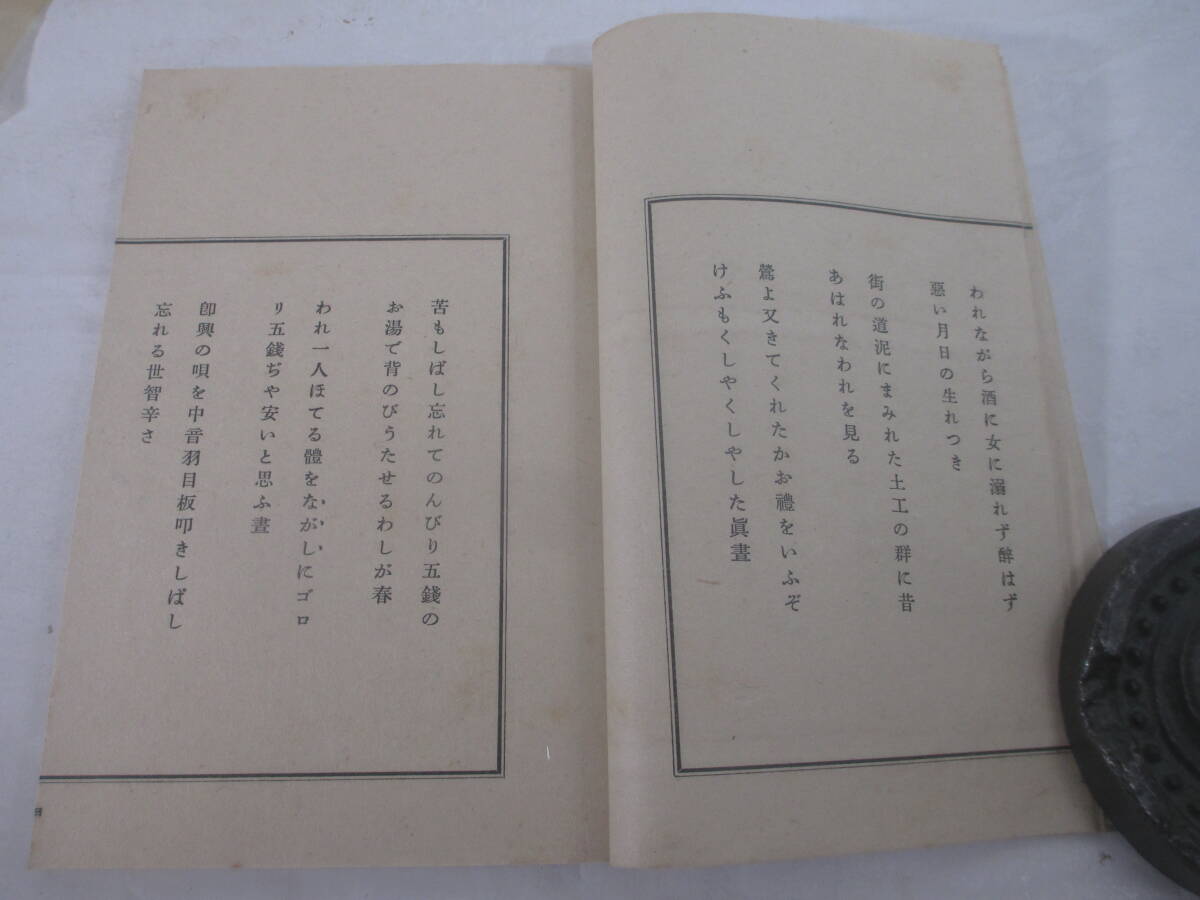 われながら酒に女に溺れず醉はず
惡い月日の生れつき
街の道泥にまみれた土工の群に昔
あはれなわれを見る
鶯よ又きてくれたかお禮をいふぞ
けふもくしやくしやした眞晝
苦もしばし忘れてのんびり五錢の
お湯で背のびうたせるわしが春
われ一人ほてる體をながしにゴロ
リ五錢ぢや安いと思ふ晝
卽興の唄を中音羽目板叩きしばし
忘れる世智辛さ